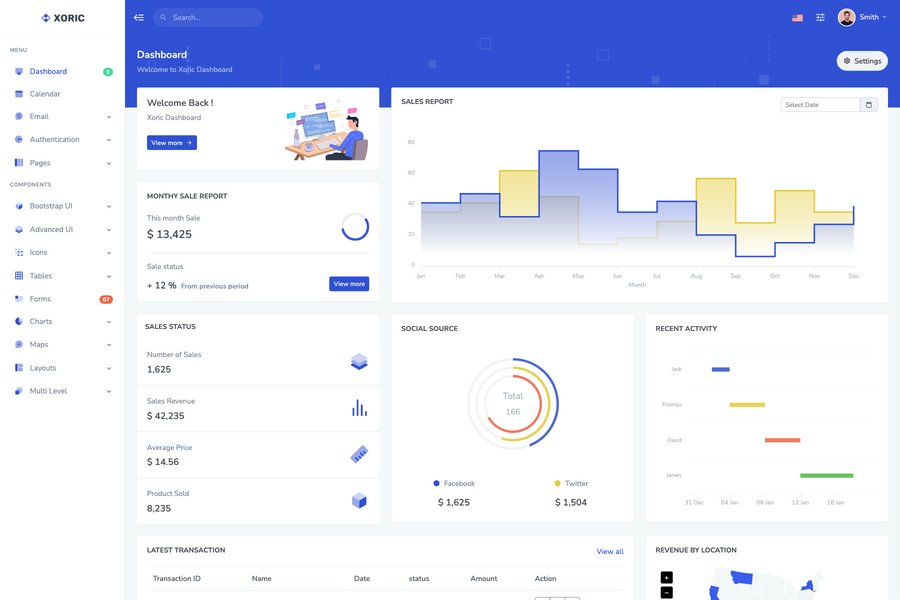 XORIC
Search...
Smith
MENU
Dashboard
3
Calendar
Email
Authentication
Pages
COMPONENTS
Bootstrap UI
Advanced UI
Icons
Tables
Forms
07
Charts
Maps
Layouts
Multi Level
Dashboard
Welcome to Xoric Dashboard
Settings
Welcome Back !
Xoric Dashboard
View more
MONTHY SALE REPORT
This month Sale
$ 13,425
Sale status
+ 12 % From previous period
View more
SALES REPORT
Select Date
80
60
40
20
0
Jan Feb Mar Apr May Jun Jul Aug Sep Oct Nov Dec
Month
SALES STATUS
Number of Sales
1,625
Sales Revenue
$ 42,235
Average Price
$ 14.56
Product Sold
8,235
SOCIAL SOURCE
Total
166
Facebook
$ 1,625
Twitter
$ 1,504
RECENT ACTIVITY
Jack
Thomas
David
James
31 Dec 04 Jan 08 Jan 12 Jan 16 Jan
LATEST TRANSACTION
View all
Transaction ID Name Date status Amount Action
REVENUE BY LOCATION
+
−